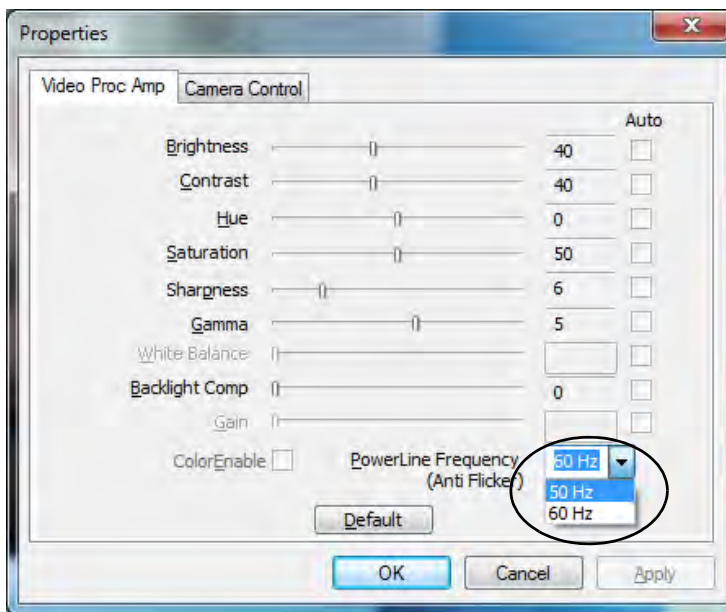 Properties
Video Proc Amp Camera Control
Auto
Brightness 40
Contrast 40
Hue 0
Saturation 50
Sharpness 6
Gamma 5
White Balance
Backlight Comp 0
Gain
ColorEnable PowerLine Frequency Hz
(Anti Flicker)
50 Hz
60 Hz
Default
OK Cancel Apply